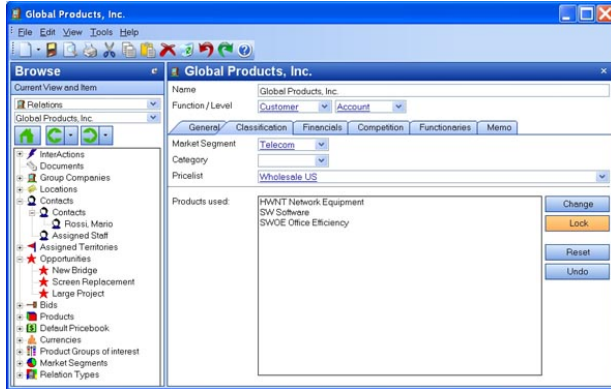 Global Products, Inc.
File Edit View Tools Help
Browse
Current View and Item
Relations
Global Products, Inc.
InterActions
Documents
Group Companies
Locations
Contacts
Contacts
Rossi, Mario
Assigned Staff
Assigned Territories
Opportunities
New Bridge
Screen Replacement
Large Project
Bids
Products
Default Pricebook
Currencies
Product Groups of interest
Market Segments
Relation Types
Global Products, Inc.
Name Global Products, Inc.
Function / Level Customer Account
General Classification Financials Competition Functionaries Memo
Market Segment Telecom
Category
Pricelist Wholesale US
Products used: HWNT Network Equipment
SW Software
SWOE Office Efficiency
Change
Lock
Reset
Undo